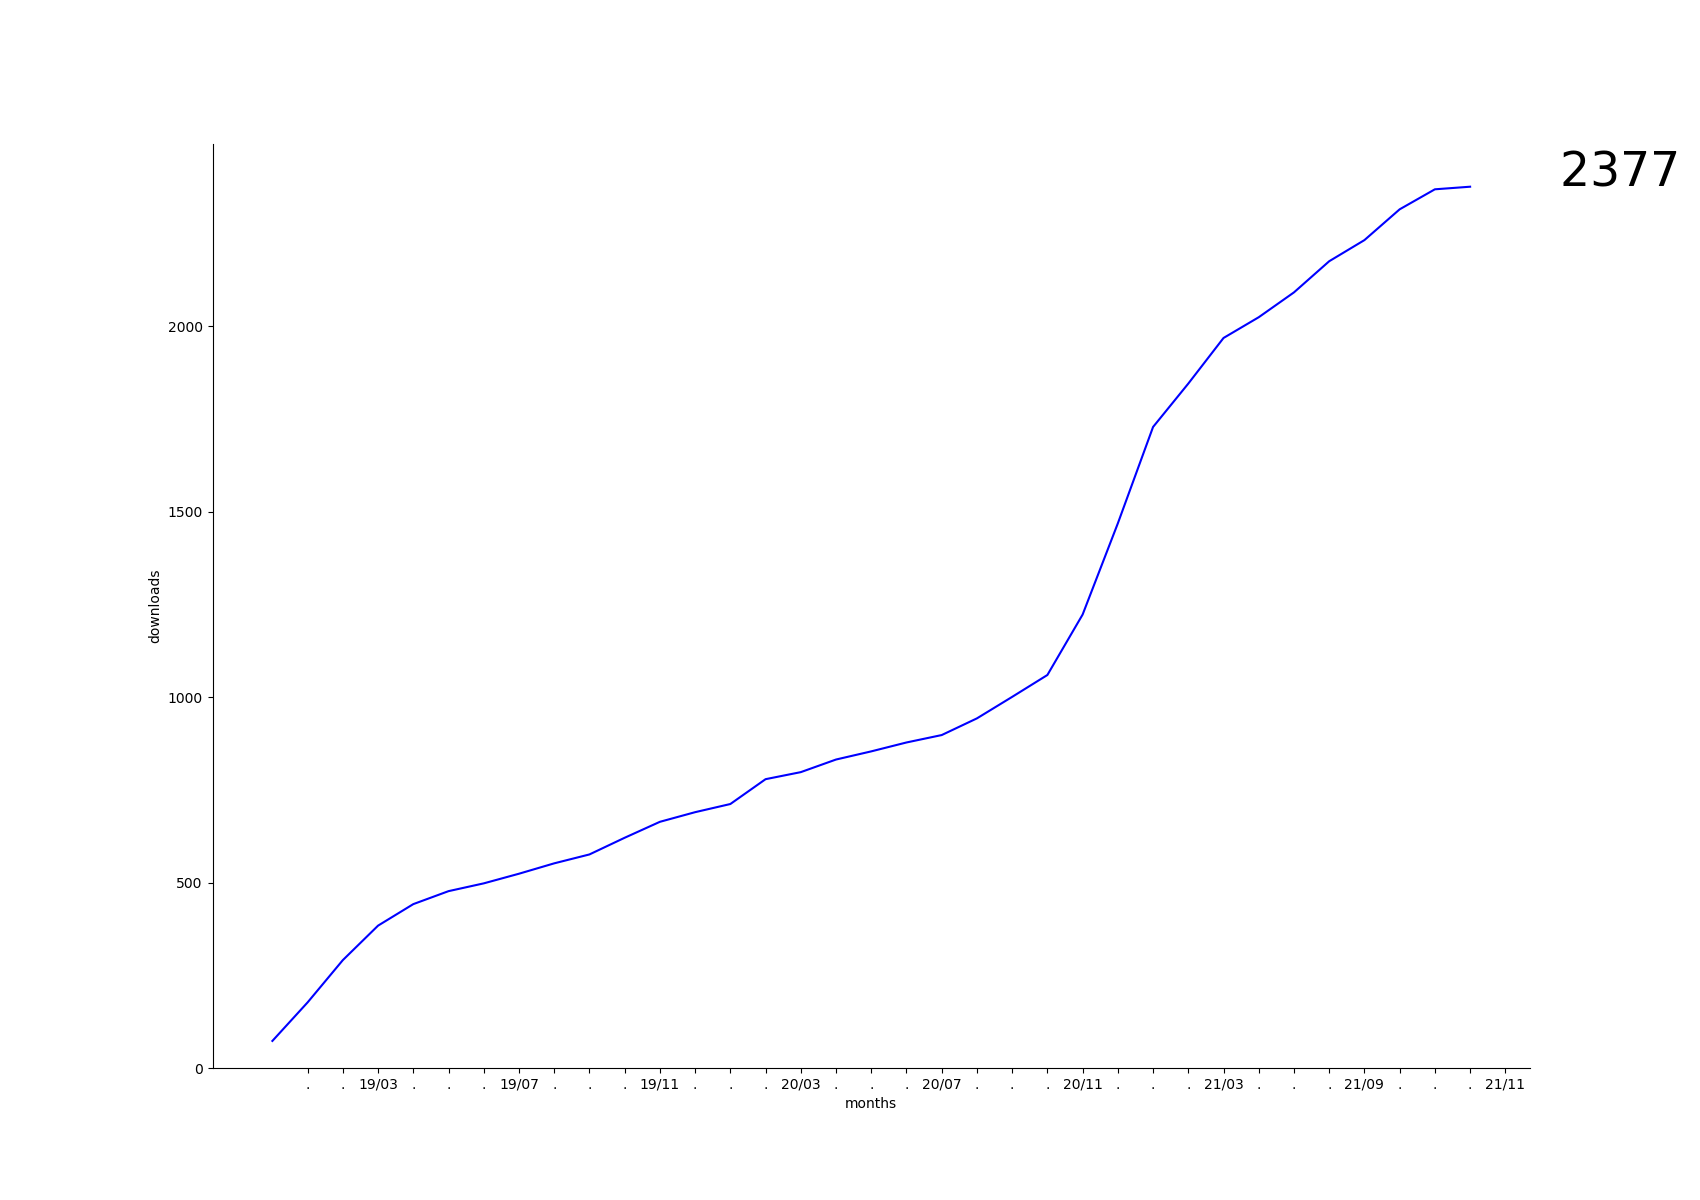 2377
2000
1500
1000
500
0
downloads
. . 19/03 . . . 19/07 . . . 19/11 . . . 20/03 . . . 20/07 . . . 20/11 . . . 21/03 . . . 21/09 . . . 21/11
months